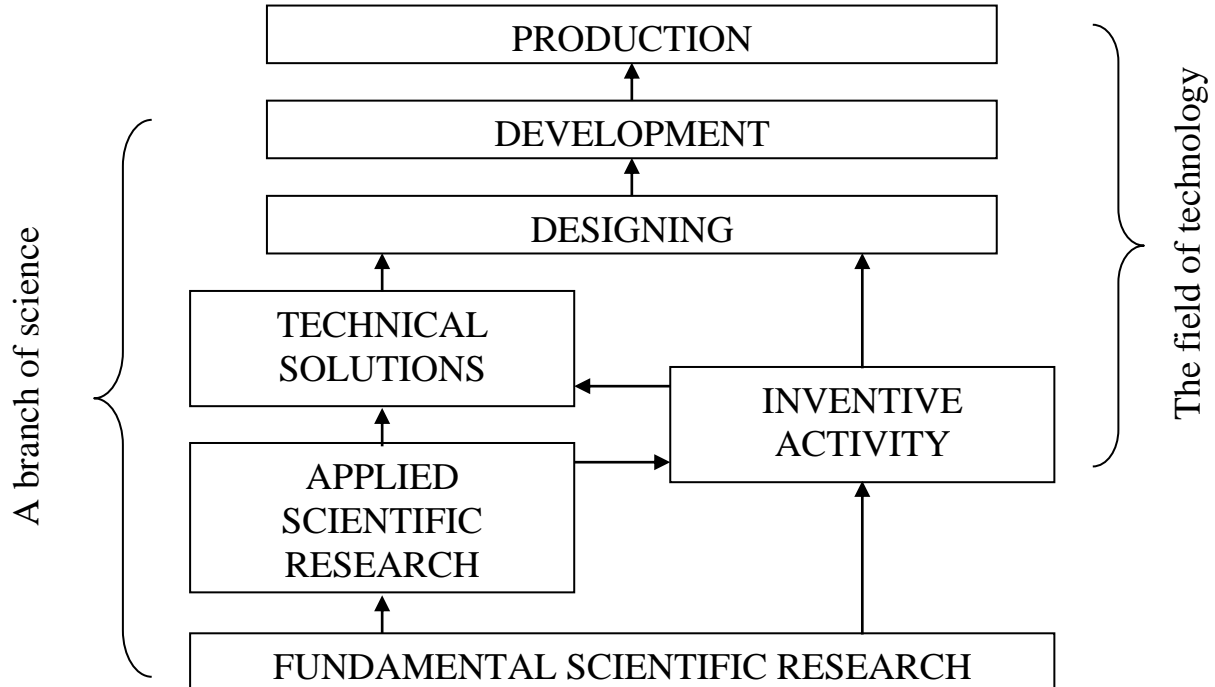 PRODUCTION
DEVELOPMENT
DESIGNING
TECHNICAL
SOLUTIONS
INVENTIVE
ACTIVITY
APPLIED
SCIENTIFIC
RESEARCH
FUNDAMENTAL SCIENTIFIC RESEARCH
A branch of science
The field of technology